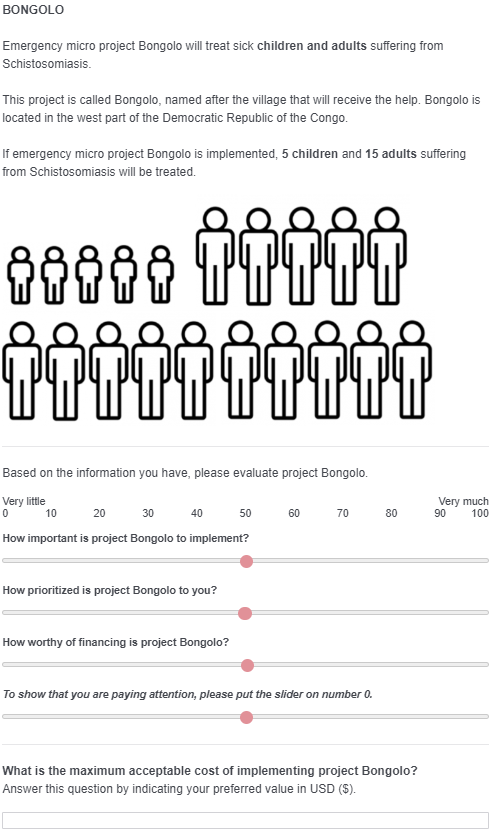 BONGOLO
Emergency micro project Bongolo will treat sick children and adults suffering from
Schistosomiasis.
This project is called Bongolo, named after the village that will receive the help. Bongolo is
located in the west part of the Democratic Republic of the Congo.
If emergency micro project Bongolo is implemented, 5 children and 15 adults suffering
from Schistosomiasis will be treated.
Based on the information you have, please evaluate project Bongolo.
Very little Very much
0 10 20 30 40 50 60 70 80 90 100
How important is project Bongolo to implement?
How prioritized is project Bongolo to you?
How worthy of financing is project Bongolo?
To show that you are paying attention, please put the slider on number 0.
What is the maximum acceptable cost of implementing project Bongolo?
Answer this question by indicating your preferred value in USD ($).